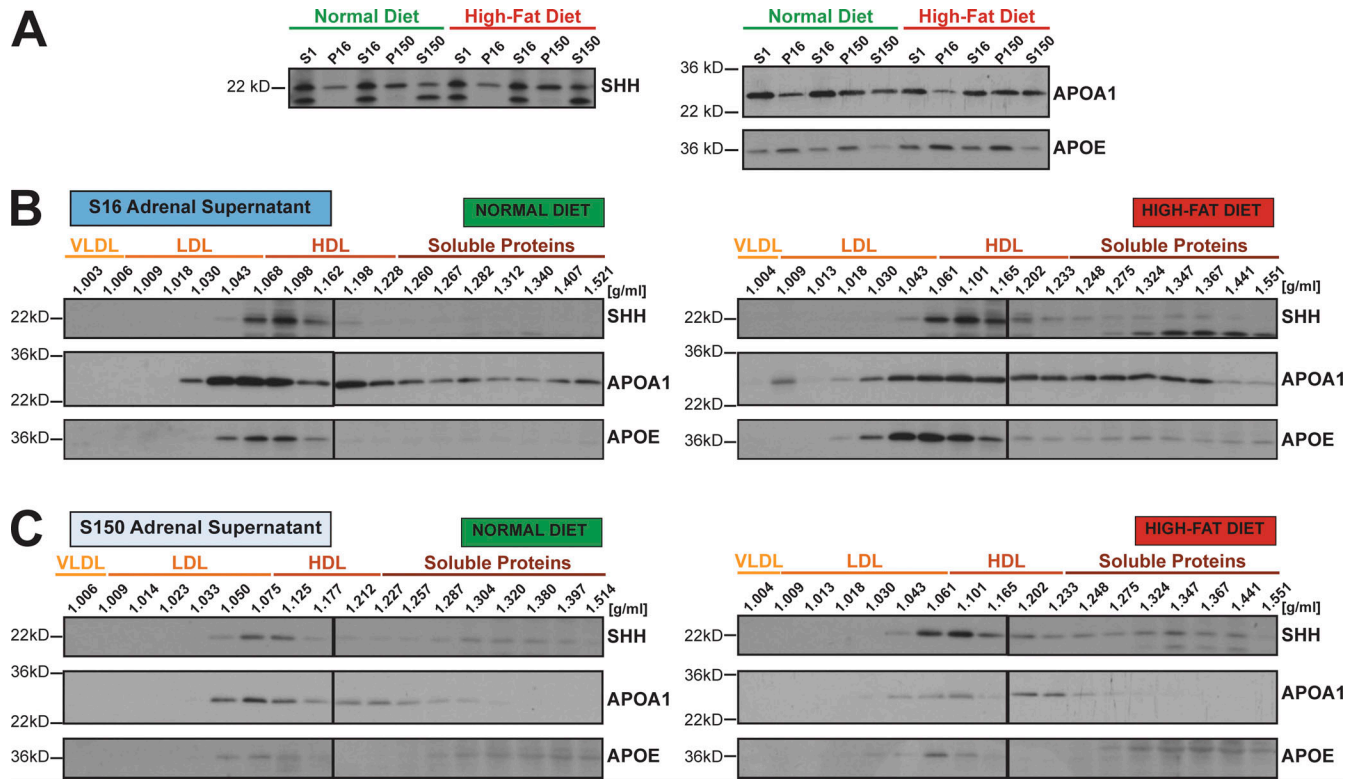 A
Normal Diet High-Fat Diet
S1 P16 S16 P150 S150 S1 P16 S16 P150 S150
22 kD SHH
Normal Diet High-Fat Diet
S1 P16 S16 P150 S150 S1 P16 S16 P150 S150
36 kD
APOA1
22 kD
36 kD APOE
B
S16 Adrenal Supernatant NORMAL DIET
VLDL LDL HDL Soluble Proteins
1.003 1.006 1.009 1.018 1.030 1.043 1.068 1.098 1.162 1.198 1.228 1.260 1.267 1.282 1.312 1.340 1.407 1.521 [g/ml]
22kD SHH
36kD
APOA1
22kD
36kD APOE
HIGH-FAT DIET
VLDL LDL HDL Soluble Proteins
1.004 1.009 1.013 1.018 1.030 1.043 1.061 1.101 1.165 1.202 1.233 1.248 1.275 1.324 1.347 1.367 1.441 1.551 [g/ml]
22kD SHH
36kD
APOA1
22kD
36kD APOE
C
S150 Adrenal Supernatant NORMAL DIET
VLDL LDL HDL Soluble Proteins
1.006 1.009 1.014 1.023 1.033 1.050 1.075 1.125 1.177 1.212 1.227 1.257 1.287 1.304 1.320 1.380 1.397 1.514 [g/ml]
22kD SHH
36kD
APOA1
22kD
36kD APOE
HIGH-FAT DIET
VLDL LDL HDL Soluble Proteins
1.004 1.009 1.013 1.018 1.030 1.043 1.061 1.101 1.165 1.202 1.233 1.248 1.275 1.324 1.347 1.367 1.441 1.551 [g/ml]
22kD SHH
36kD
APOA1
22kD
36kD APOE